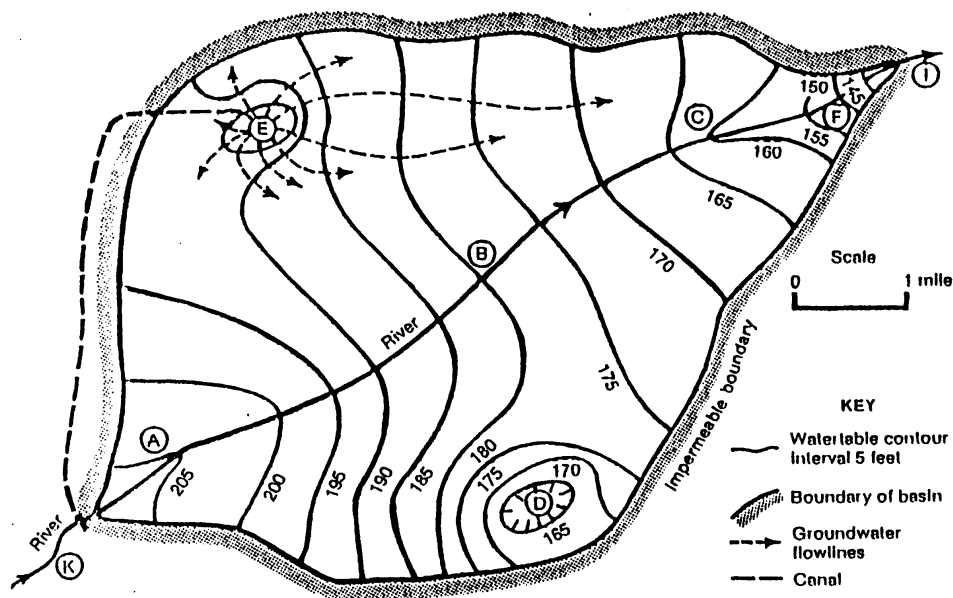 I
150
145
F
155
E
C
160
165
B
170
Scale
0 1 mile
River
175
Impermeable boundary
A
205
200
195
190
185
180
175
170
D
165
River
K
KEY
Watertable contour
Interval 5 feet
Boundary of basin
Groundwater
flowlines
Canal